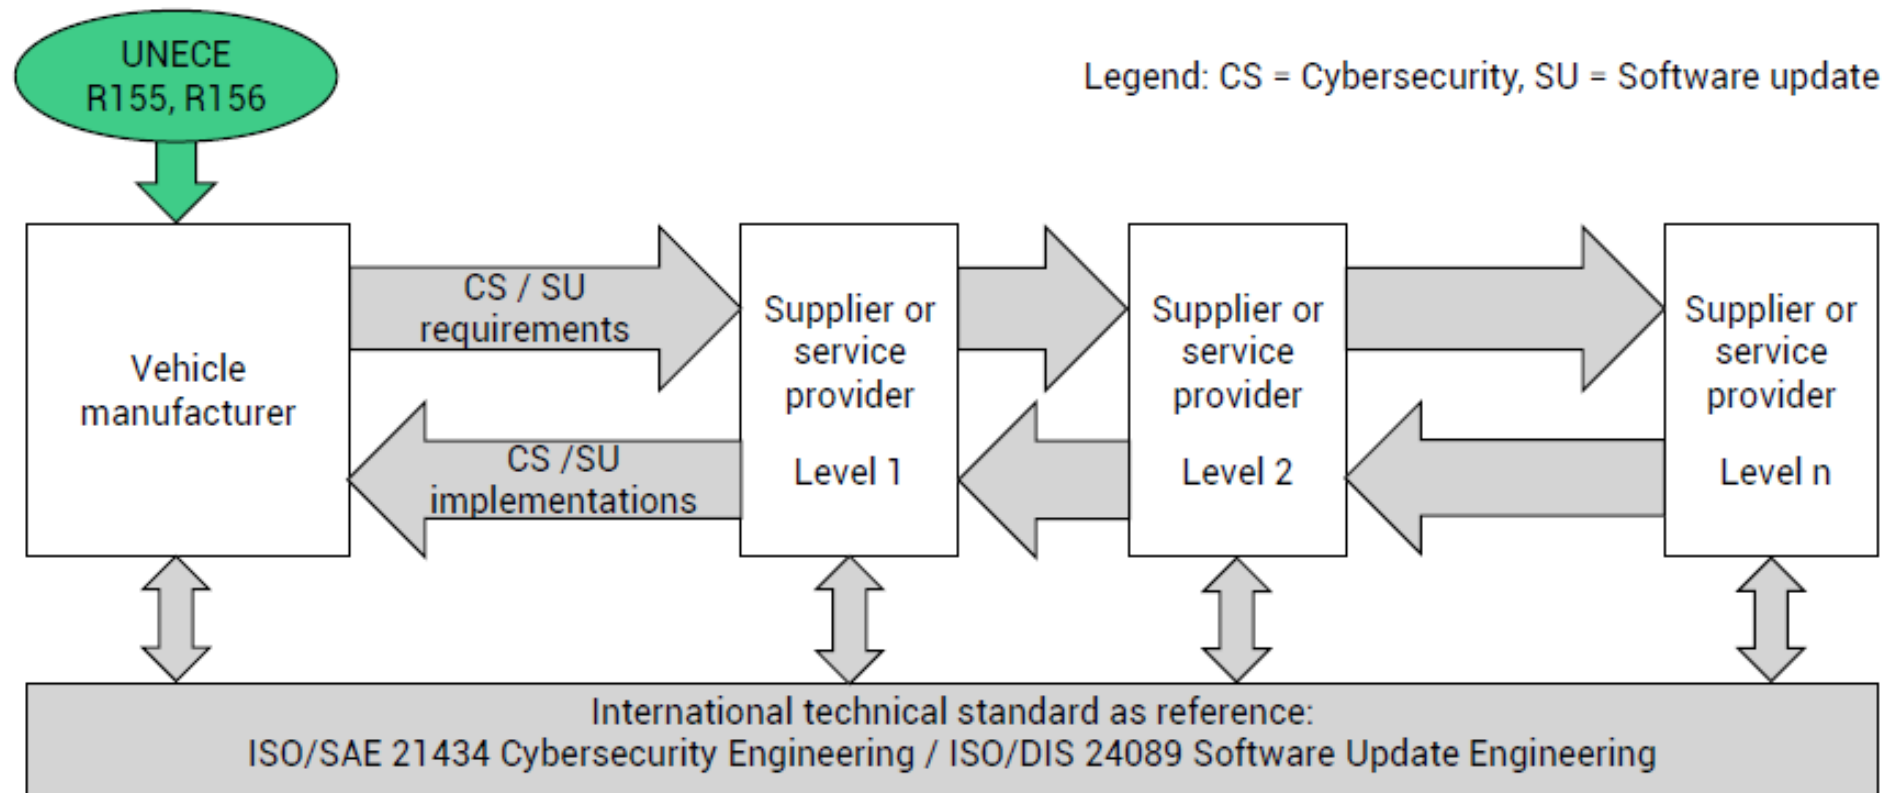 UNECE
R155, R156
Legend: CS = Cybersecurity, SU = Software update
Vehicle
manufacturer
CS / SU
requirements
CS /SU
implementations
Supplier or
service
provider
Level 1
Supplier or
service
provider
Level 2
Supplier or
service
provider
Level n
International technical standard as reference:
ISO/SAE 21434 Cybersecurity Engineering / ISO/DIS 24089 Software Update Engineering